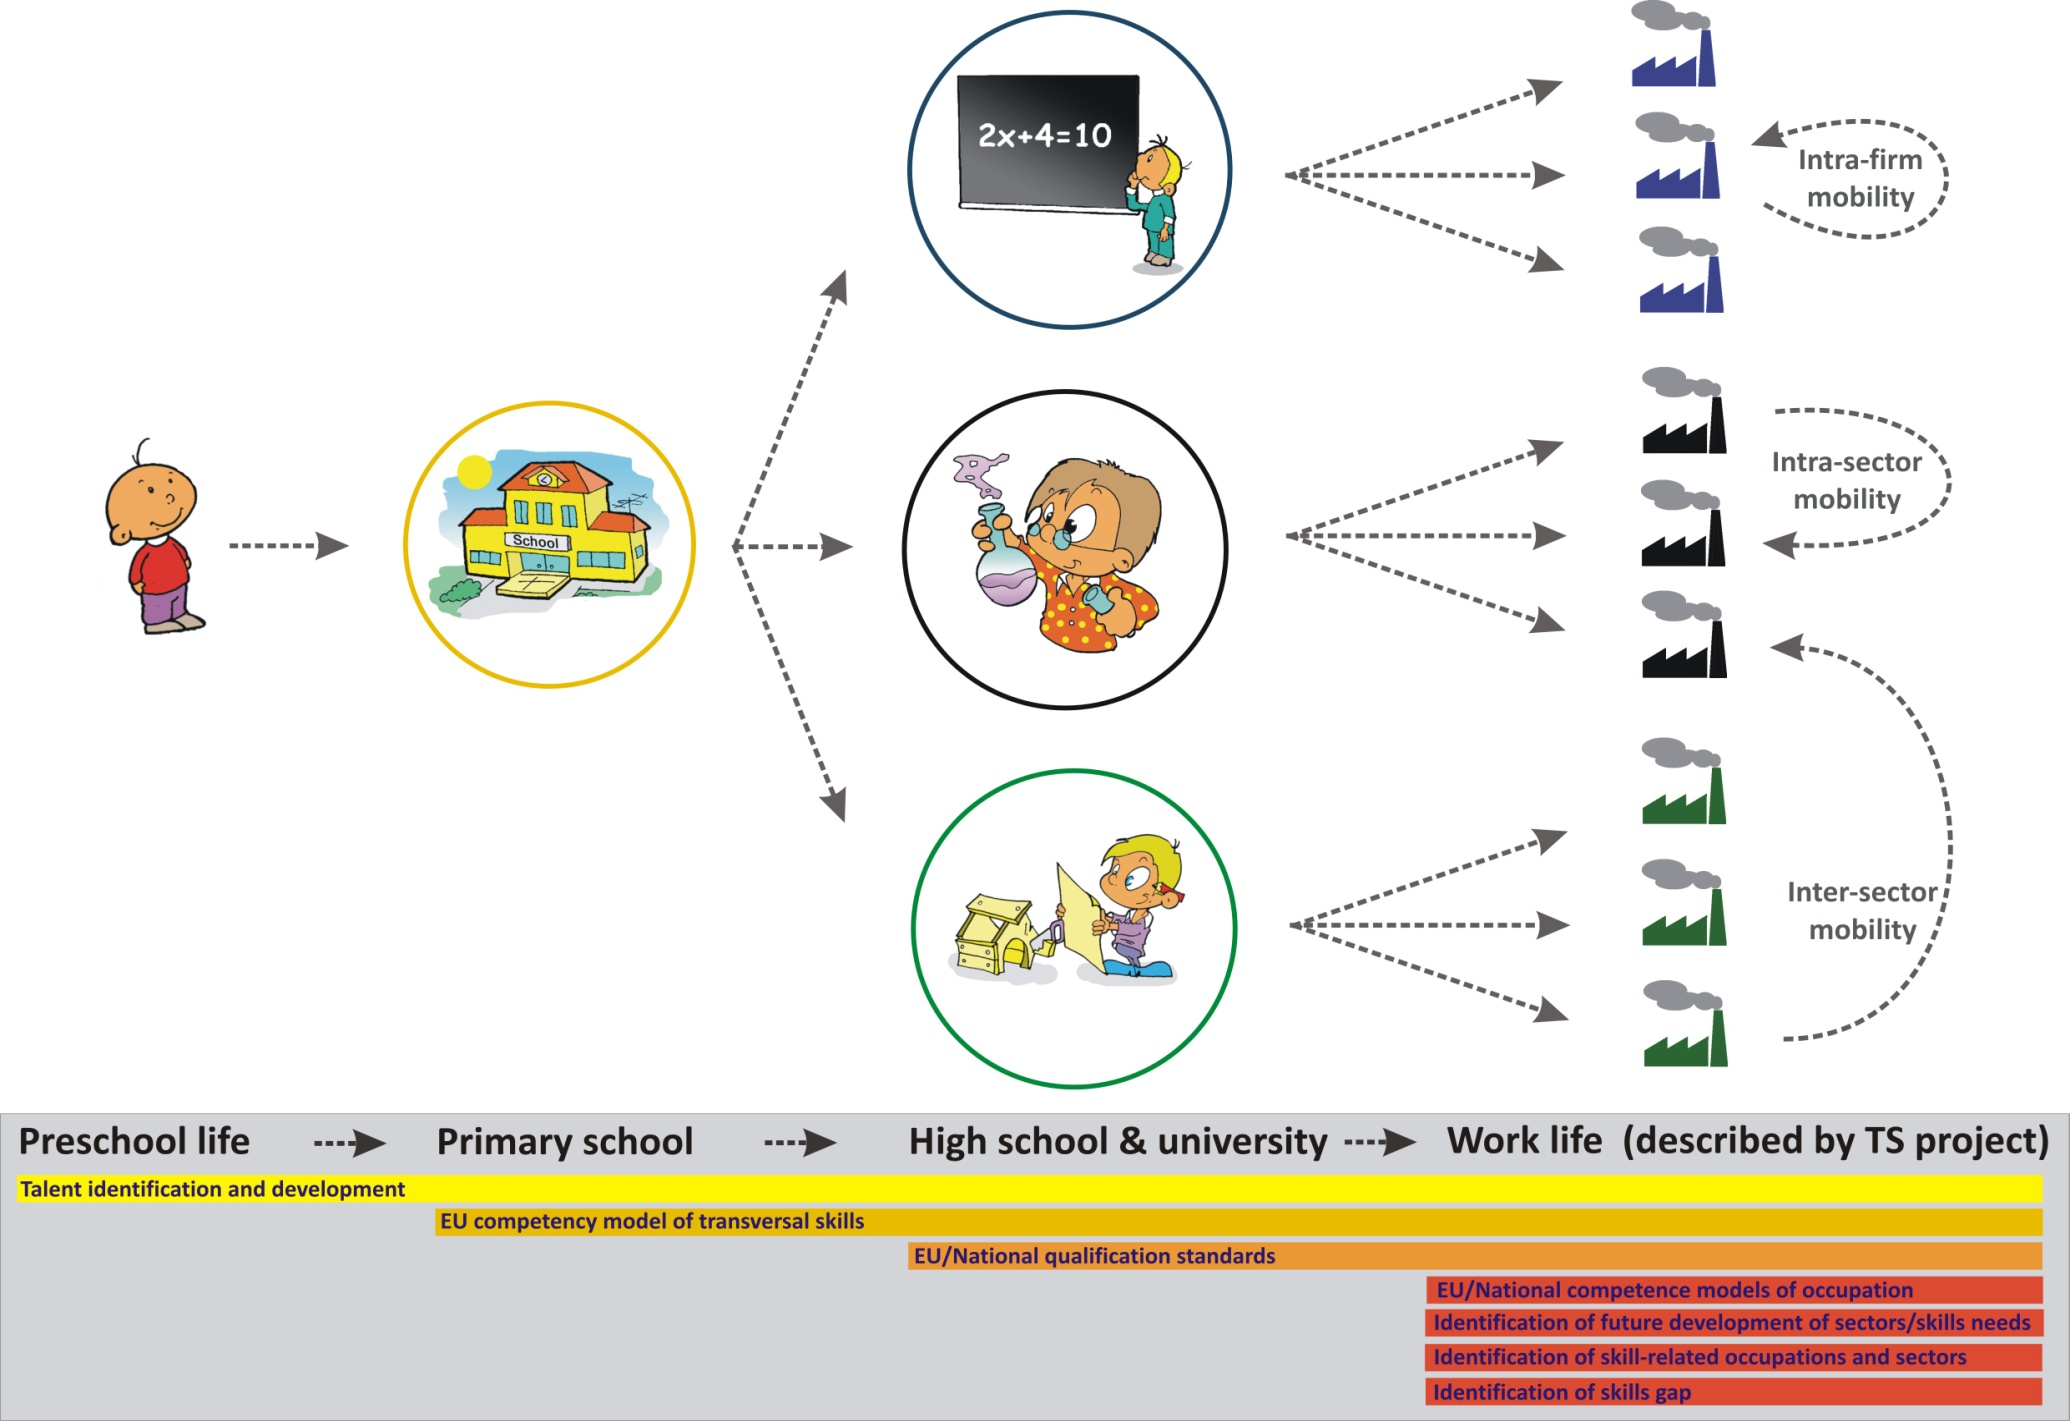 2x+4=10
Intra-firm
mobility
School
Intra-sector
mobility
Inter-sector
mobility
Preschool life
Primary school
High school & university
Work life (described by TS project)
Talent identification and development
EU competency model of transversal skills
EU/National qualification standards
EU/National competence models of occupation
Identification of future development of sectors/skills needs
Identification of skill-related occupations and sectors
Identification of skills gap